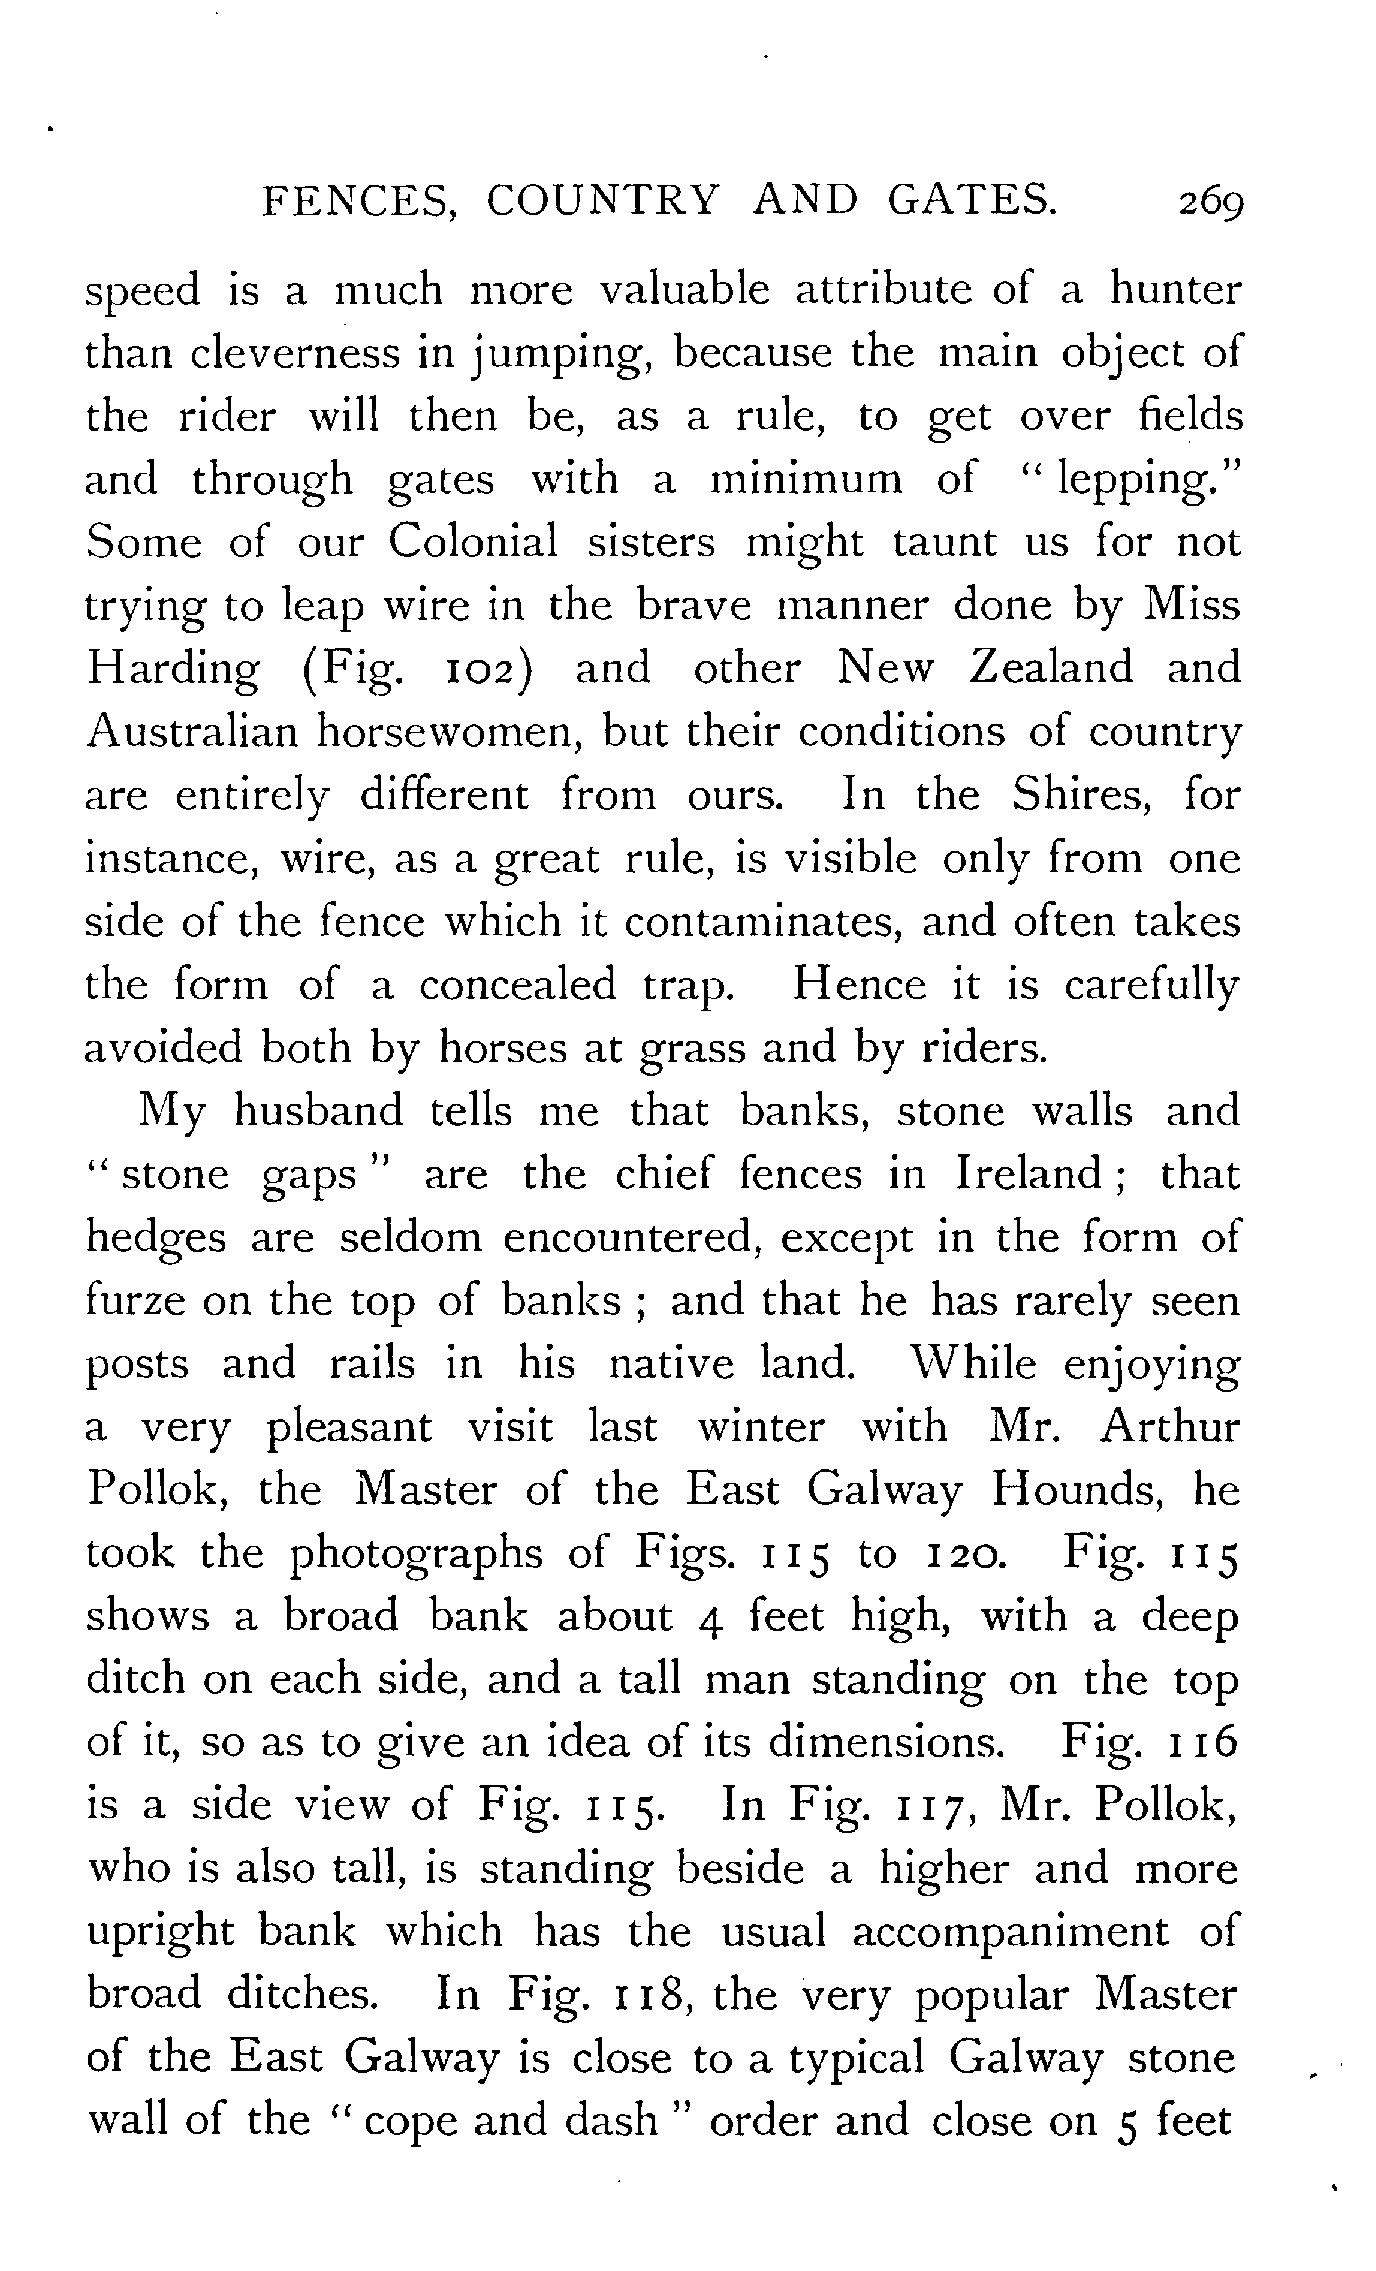 FENCES, COUNTRY AND GATES. 269
speed is a much more valuable attribute of a hunter
than cleverness in jumping, because the main object of
the rider will then be, as a rule, to get over fields
and through gates with a minimum of “ lepping.”
Some of our Colonial sisters might taunt us for not
trying to leap wire in the brave manner done by Miss
Harding (Fig. 102) and other New Zealand and
Australian horsewomen, but their conditions of country
are entirely different from ours. In the Shires, for
instance, wire, as a great rule, is visible only from one
side of the fence which it contaminates, and often takes
the form of a concealed trap. Hence it is carefully
avoided both by horses at grass and by riders.
My husband tells me that banks, stone walls and
“ stone gaps ” are the chief fences in Ireland ; that
hedges are seldom encountered, except in the form of
furze on the top of banks ; and that he has rarely seen
posts and rails in his native land. While enjoying
a very pleasant visit last winter with Mr. Arthur
Pollok, the Master of the East Galway Hounds, he
took the photographs of Figs. 115 to 120. Fig. 115
shows a broad bank about 4 feet high, with a deep
ditch on each side, and a tall man standing on the top
of it, so as to give an idea of its dimensions. Fig. 116
is a side view of Fig. 115. In Fig. 117, Mr. Pollok,
who is also tall, is standing beside a higher and more
upright bank which has the usual accompaniment of
broad ditches. In Fig. 118, the very popular Master
of the East Galway is close to a typical Galway stone
wall of the “ cope and dash ” order and close on 5 feet